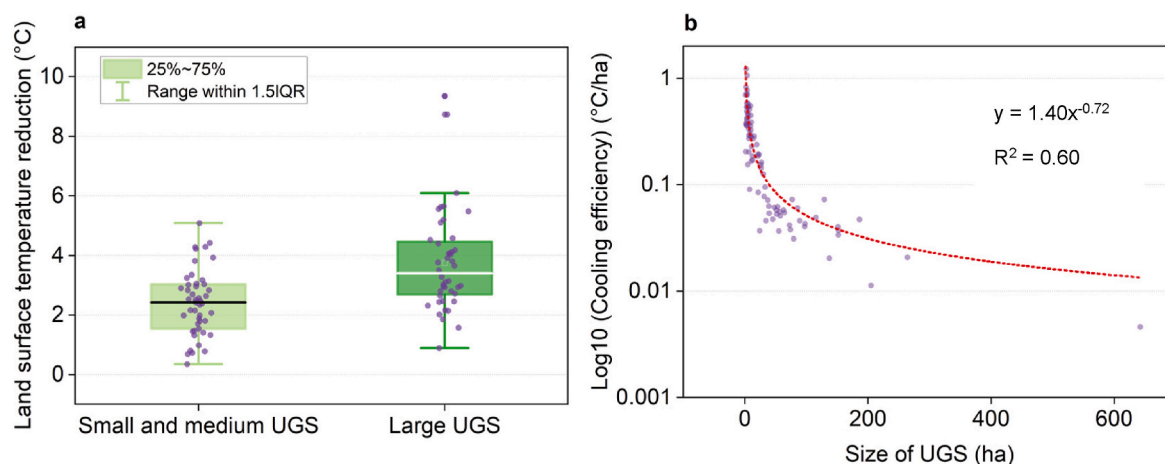 a
Land surface temperature reduction (°C)
10
8
6
4
2
0
25%~75%
Range within 1.5IQR
Small and medium UGS
Large UGS
b
Log10 (Cooling efficiency) (°C/ha)
1
0.1
0.01
0.001
y = 1.40x^-0.72
R² = 0.60
0
200
400
600
Size of UGS (ha)